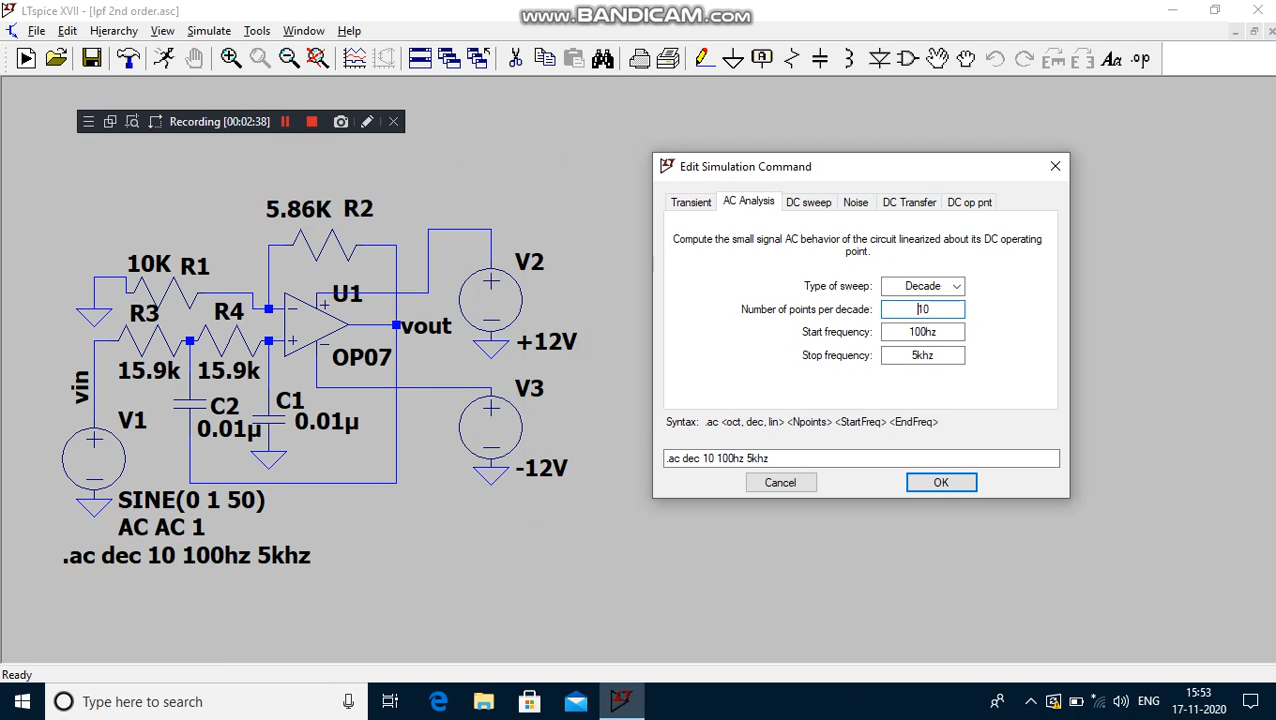 LTspice XVII - [lpf 2nd order.asc]
www.BANDICAM.com
File Edit Hierarchy View Simulate Tools Window Help
A
Aa .op
Recording [00:02:38]
Edit Simulation Command
Transient AC Analysis DC sweep Noise DC Transfer DC op pnt
Compute the small signal AC behavior of the circuit linearized about its DC operating
point.
Type of sweep: Decade
Number of points per decade: 10
Start frequency: 100hz
Stop frequency: 5khz
Syntax: .ac <oct, dec, lin> <Npoints> <StartFreq> <EndFreq>
.ac dec 10 100hz 5khz
Cancel OK
5.86K R2
10K R1
U1
V2
R3 R4
vout
+12V
OP07
15.9k 15.9k
V3
vin
C2 C1
V1
0.01µ 0.01µ
-12V
SINE(0 1 50)
AC AC 1
.ac dec 10 100hz 5khz
Ready
Type here to search
ENG
15:53
17-11-2020